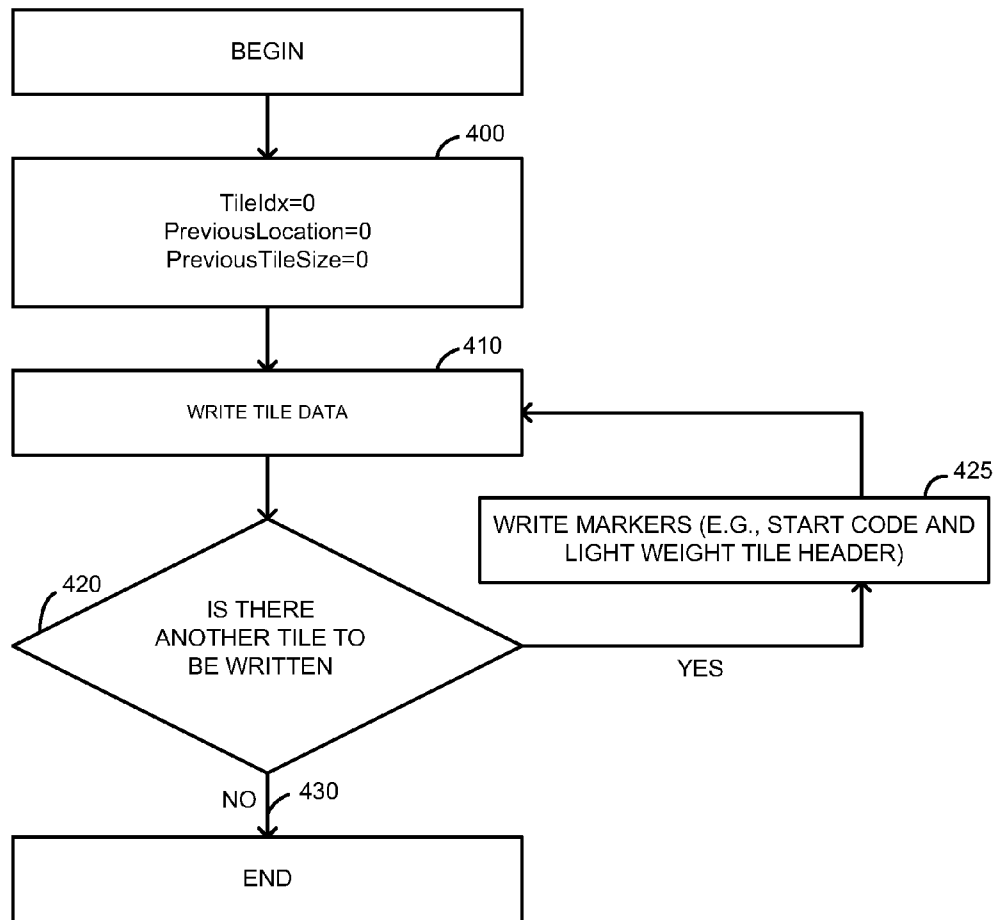 BEGIN
400
TileIdx=0
PreviousLocation=0
PreviousTileSize=0
410
WRITE TILE DATA
425
WRITE MARKERS (E.G., START CODE AND
LIGHT WEIGHT TILE HEADER)
420
IS THERE
ANOTHER TILE TO
BE WRITTEN
YES
NO
430
END